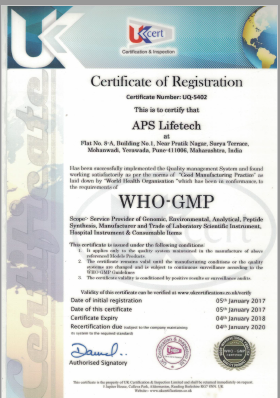 UKcert
Certification & Inspection
Certificate of Registration
Certificate Number: UQ-5402
This is to certify that
APS Lifetech
at
Plat No. 8-A, Building No.1, Near Pratik Nagar, Surya Terrace,
Mohanwadi, Yerawada, Pune-411006, Maharashtra, India
Has been successfully implemented the Quality management System and found
working satisfactorily as per the norms of "Good Manufacturing Practise" as
laid down by "World Health Organization "which has been in conformance, to
the requirements of
WHO-GMP
Scope- Service Provider of Genomic, Environmental, Analytical, Peptide
Synthesis, Manufacturer and Trade of Laboratory Scientific Instrument,
Hospital Instrument & Consumable Items
This certificate is issued under the following conditions:
1. It applies only to the quality system maintained in the manufacture of above
referenced Models Products.
2. The certificate remains valid until the manufacturing conditions or the quality
systems are changed and is subject to continuous surveillance according in the
WHO-GMP Guidelines
3. The certificate validity is conditioned by positive results or surveillance audit
Validity of this certificate can be verified at www.ukcertifications.org.uk/verify
Date of initial registration 05th January 2017
Date of this certificate 05th January 2017
Certificate Expiry 04th January 2018
Recertification due (subject to the company maintaining 04th January 2020
its system to the required standard)
Authorised Signatory
WHO - GMP
CERTIFIED
This certificate is the property of UK Certification & Inspection Limited and shall be returned immediately on request.